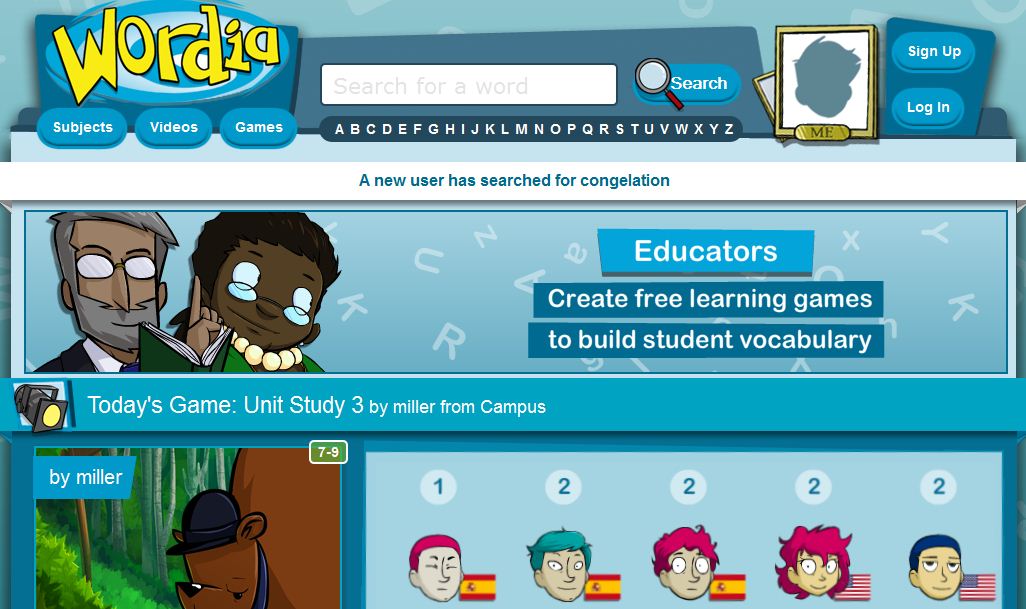 Wordia
Search for a word
Search
Sign Up
Log In
ME
Subjects
Videos
Games
A B C D E F G H I J K L M N O P Q R S T U V W X Y Z
A new user has searched for congelation
Educators
Create free learning games
to build student vocabulary
Today's Game: Unit Study 3 by miller from Campus
7-9
by miller
1 2 2 2 2